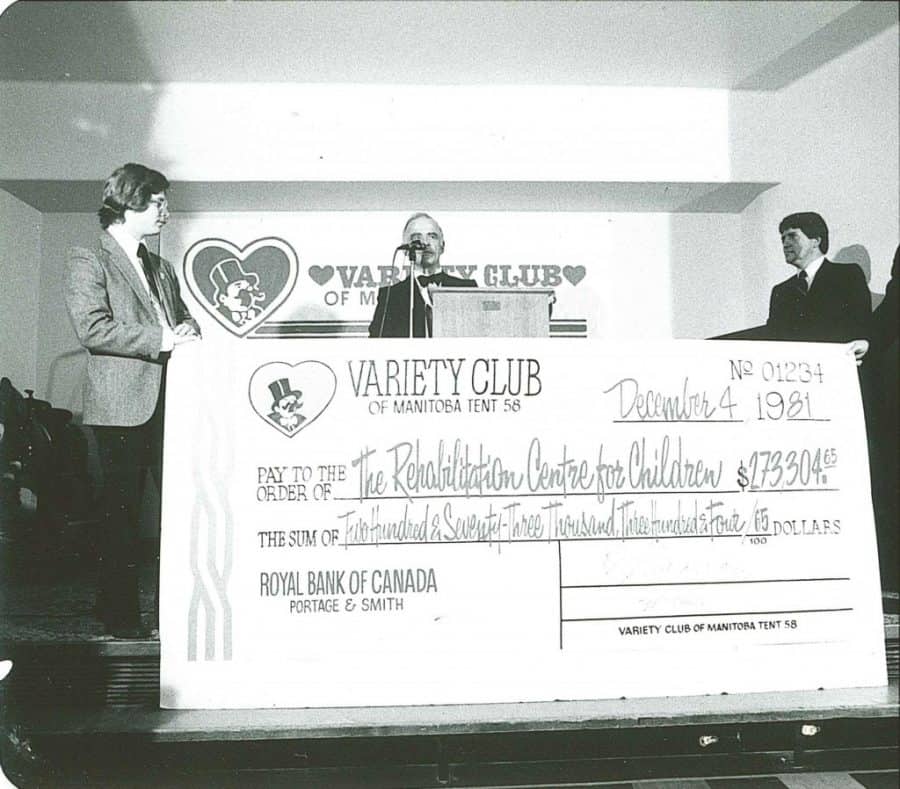 VARIETY CLUB
OF
VARIETY CLUB
OF MANITOBA TENT 58
Nº 01234
December 4 1981
PAY TO THE
ORDER OF The Rehabilitation Centre for Children $273,304.65
THE SUM OF Two Hundred & Seventy-Three Thousand, Three Hundred & Four /65/100 DOLLARS
ROYAL BANK OF CANADA
PORTAGE & SMITH
VARIETY CLUB OF MANITOBA TENT 58